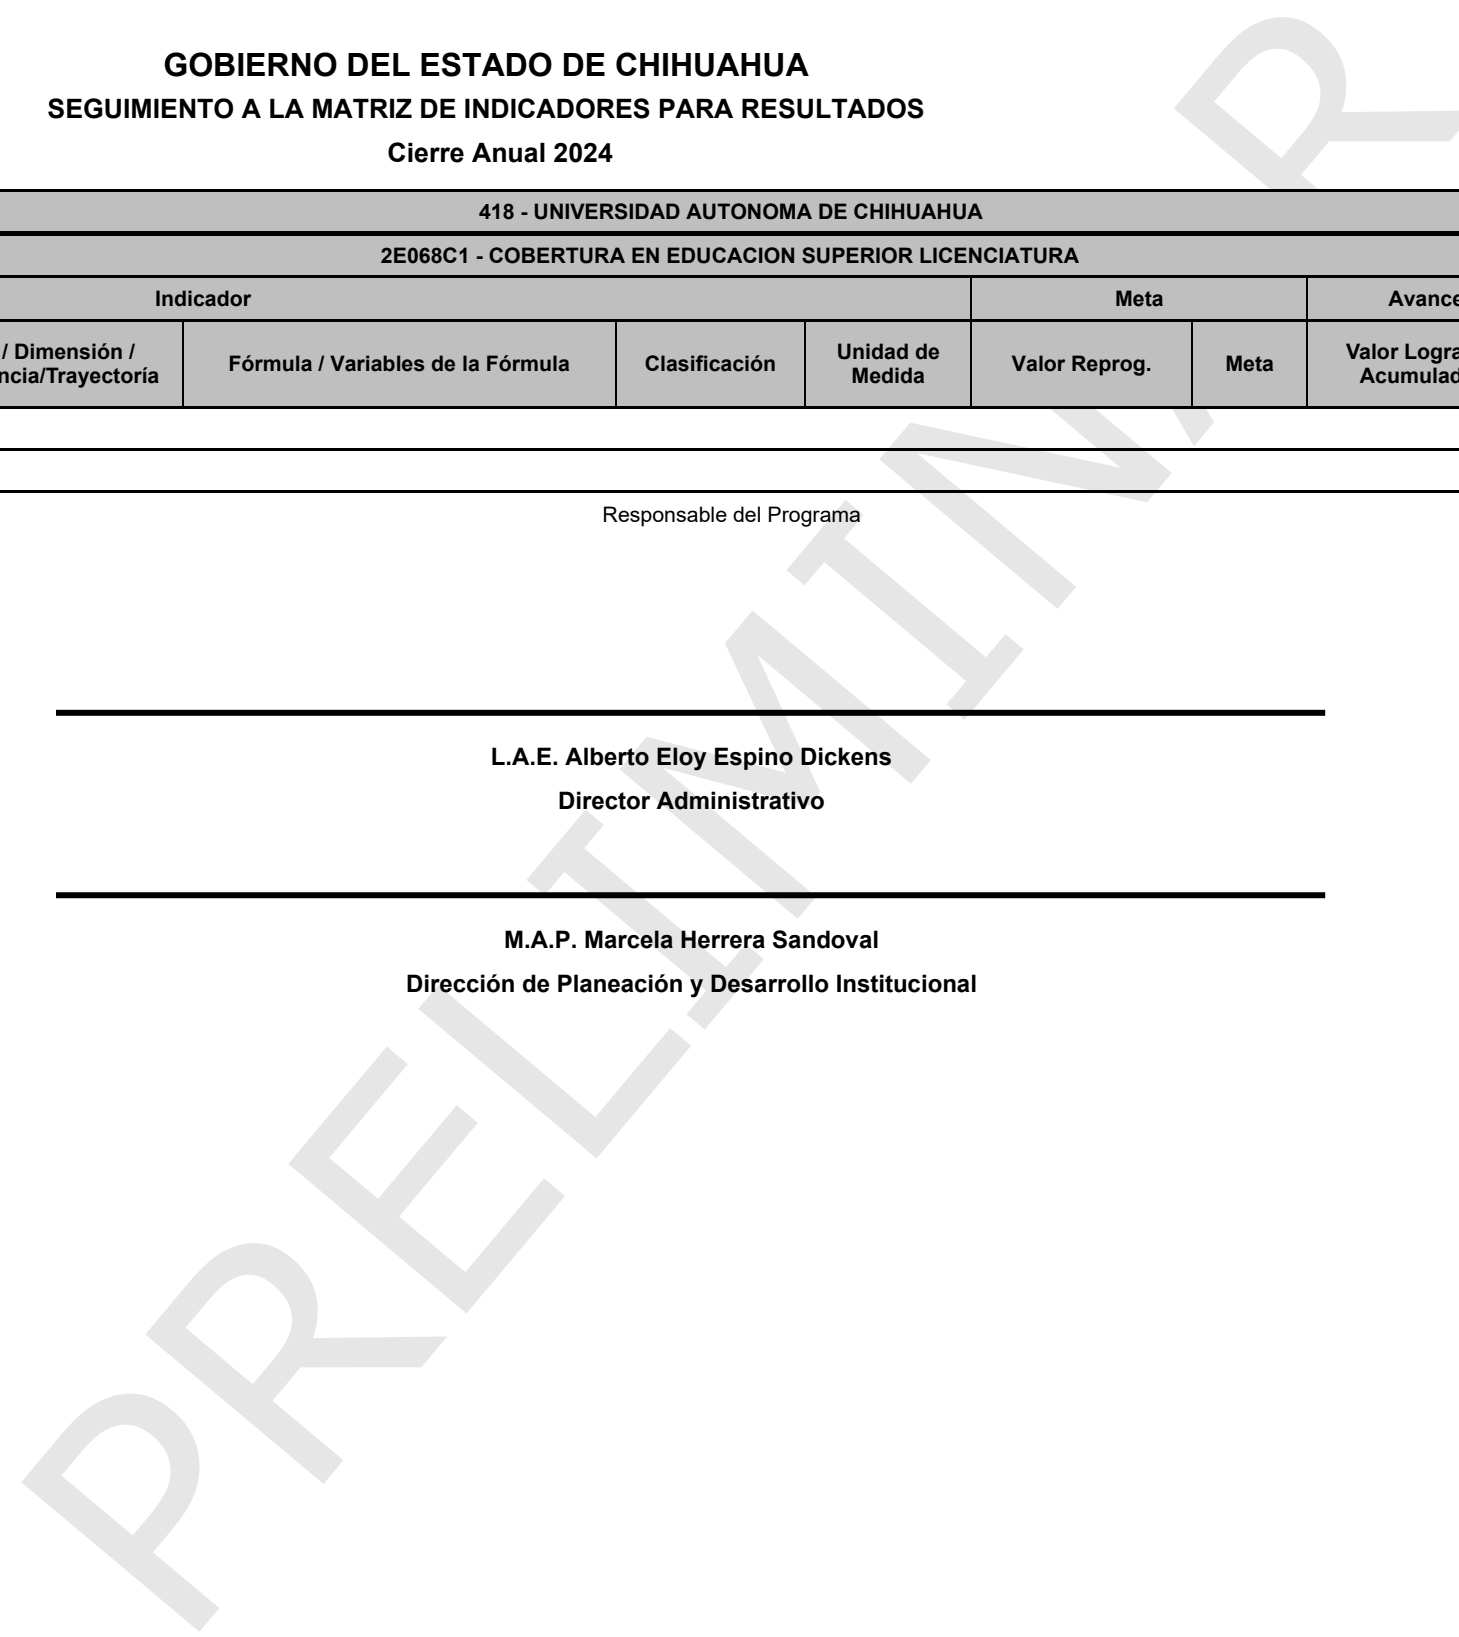 GOBIERNO DEL ESTADO DE CHIHUAHUA
SEGUIMIENTO A LA MATRIZ DE INDICADORES PARA RESULTADOS
Cierre Anual 2024
418 - UNIVERSIDAD AUTONOMA DE CHIHUAHUA
2E068C1 - COBERTURA EN EDUCACION SUPERIOR LICENCIATURA
Indicador Meta Avance
/ Dimensión /
ncia/Trayectoría
Fórmula / Variables de la Fórmula
Clasificación
Unidad de
Medida
Valor Reprog.
Meta
Valor Logra
Acumulad
Responsable del Programa
L.A.E. Alberto Eloy Espino Dickens
Director Administrativo
M.A.P. Marcela Herrera Sandoval
Dirección de Planeación y Desarrollo Institucional
PRELIMINAR